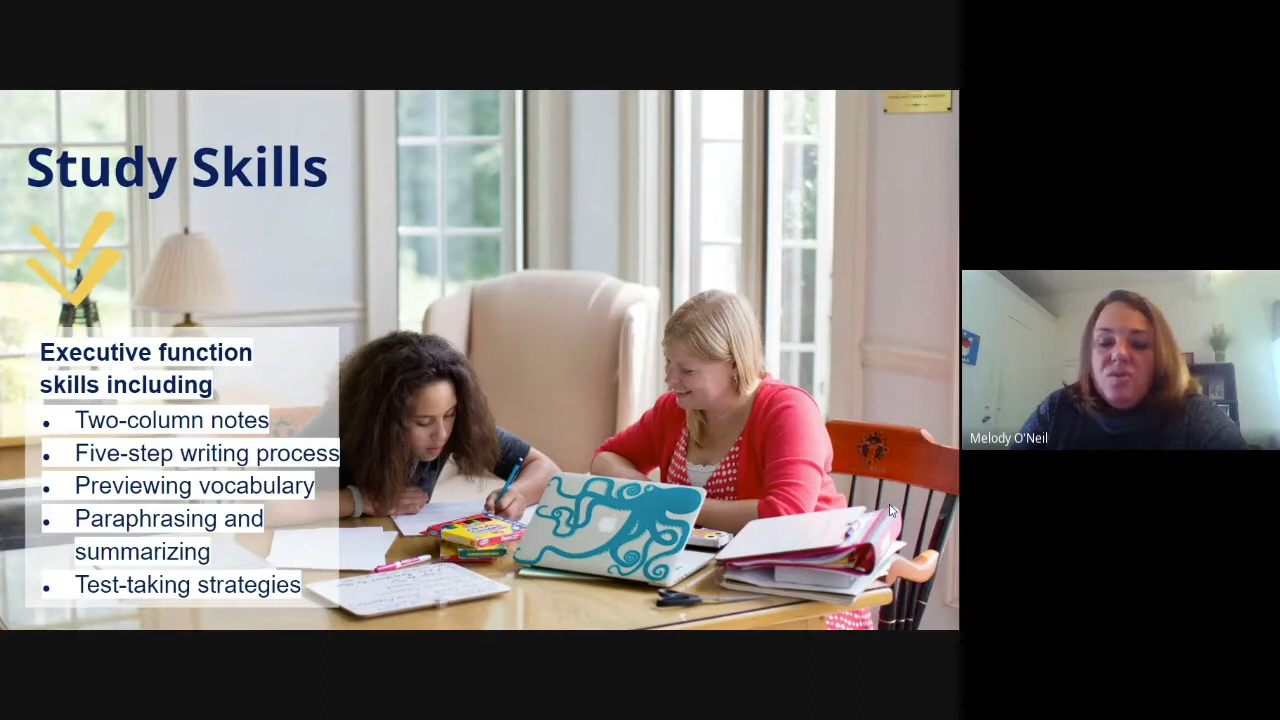 Study Skills
Executive function
skills including
• Two-column notes
• Five-step writing process
• Previewing vocabulary
• Paraphrasing and
summarizing
• Test-taking strategies
Melody O'Neil